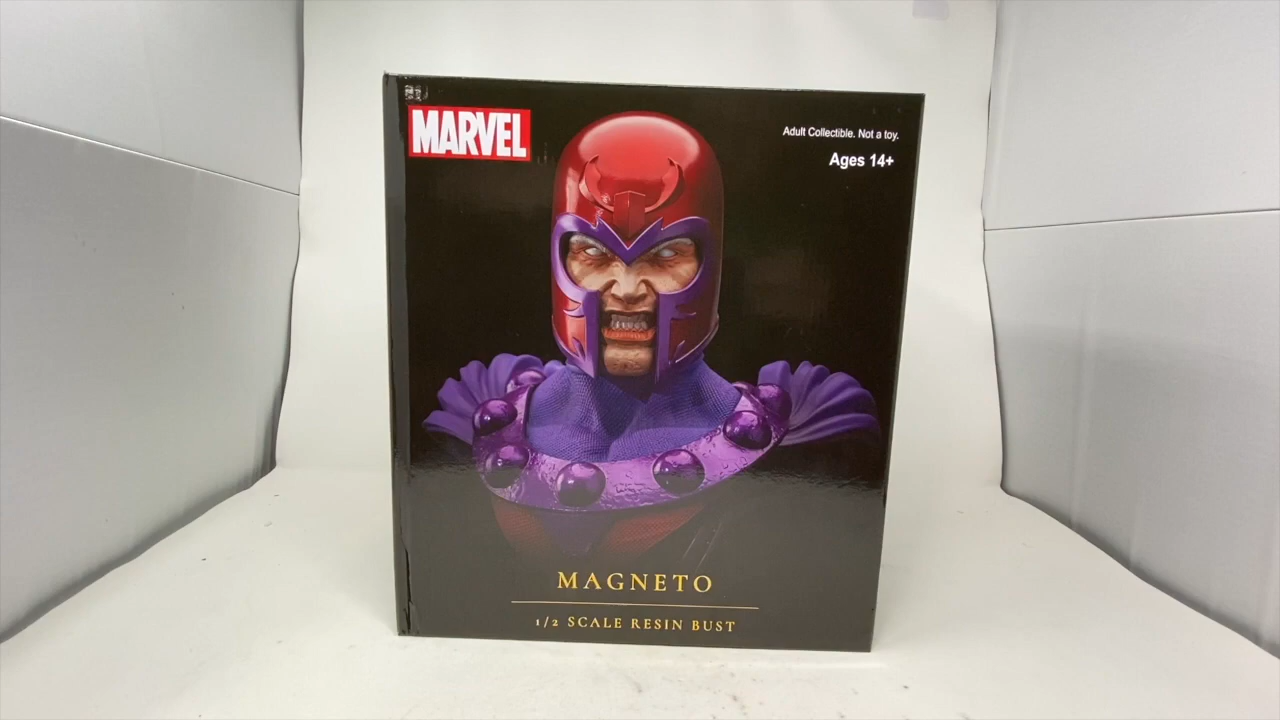 MARVEL
Adult Collectible. Not a toy.
Ages 14+
MAGNETO
1/2 SCALE RESIN BUST